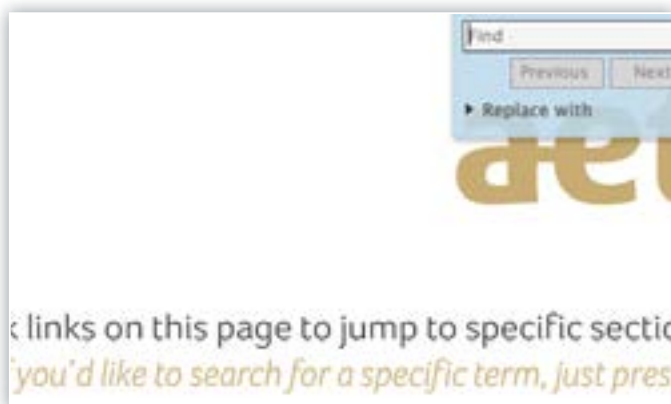 Find
Previous Next
Replace with
aet
k links on this page to jump to specific sectio
you'd like to search for a specific term, just pres